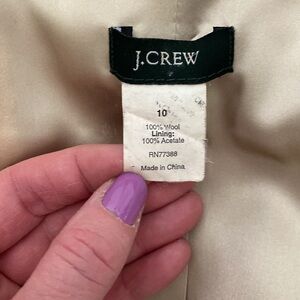 J.CREW
10
100% Wool
Lining:
100% Acetate
RN77388
Made in China